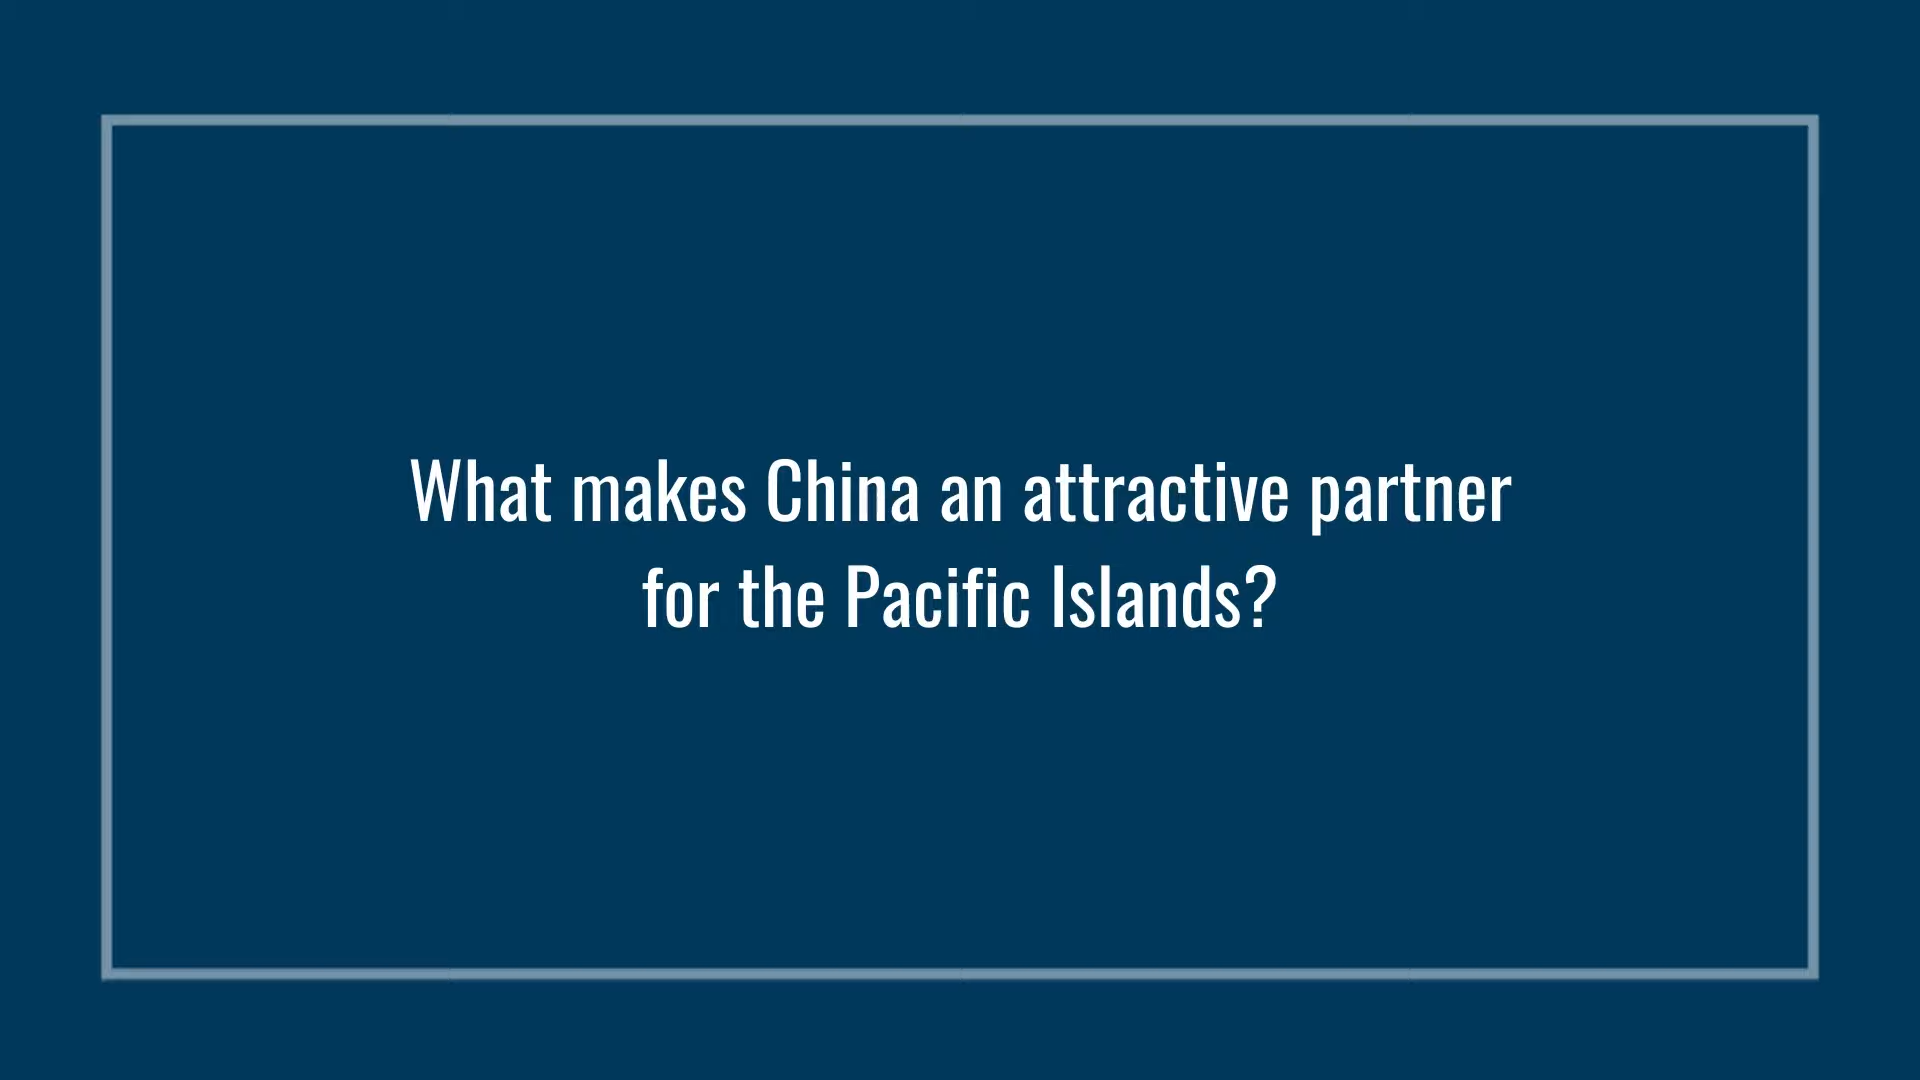 What makes China an attractive partner
for the Pacific Islands?